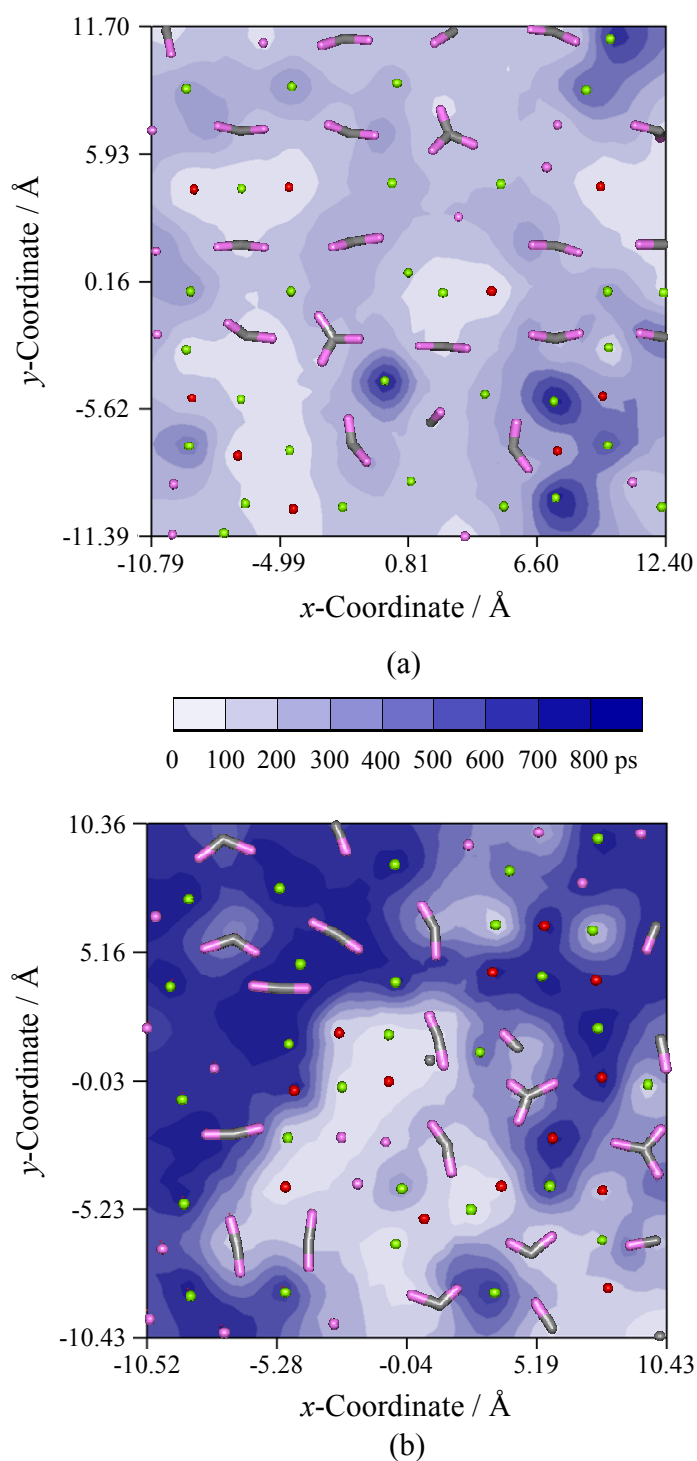 11.70
5.93
0.16
-5.62
-11.39
y-Coordinate / Å
-10.79 -4.99 0.81 6.60 12.40
x-Coordinate / Å
(a)
0 100 200 300 400 500 600 700 800 ps
10.36
5.16
-0.03
-5.23
-10.43
y-Coordinate / Å
-10.52 -5.28 -0.04 5.19 10.43
x-Coordinate / Å
(b)